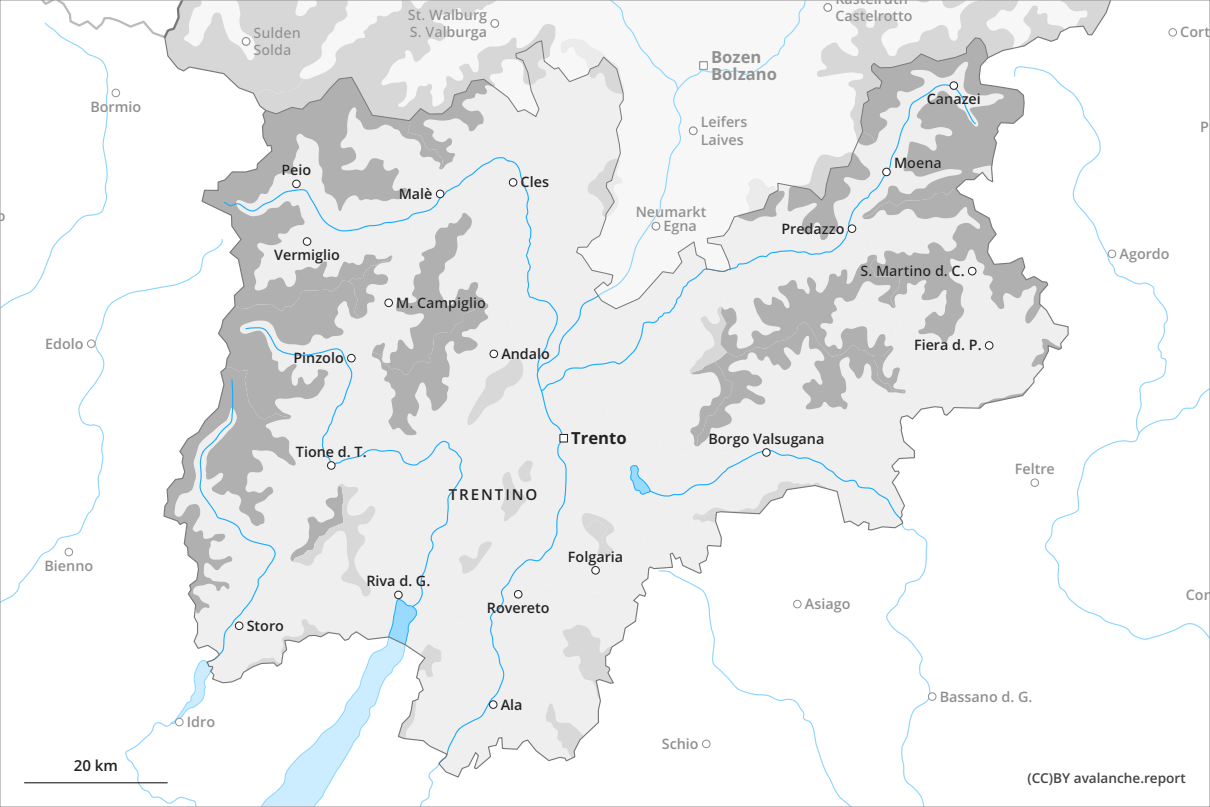 Kastelruth
Castelrotto
St. Walburg
S. Valburga
Sulden
Solda
Cort
Bozen
Bolzano
Bormio
Canazei
Leifers
Laives
P
Moena
Peio
Malè
Cles
Neumarkt
Egna
Predazzo
Vermiglio
Agordo
S. Martino d. C.
M. Campiglio
Edolo
Pinzolo
Andalo
Fiera d. P.
Trento
Borgo Valsugana
Tione d. T.
Feltre
TRENTINO
Folgaria
Bienno
Riva d. G.
Cor
Rovereto
Asiago
Storo
Bassano d. G.
Ala
Idro
Schio
20 km
(CC)BY avalanche.report